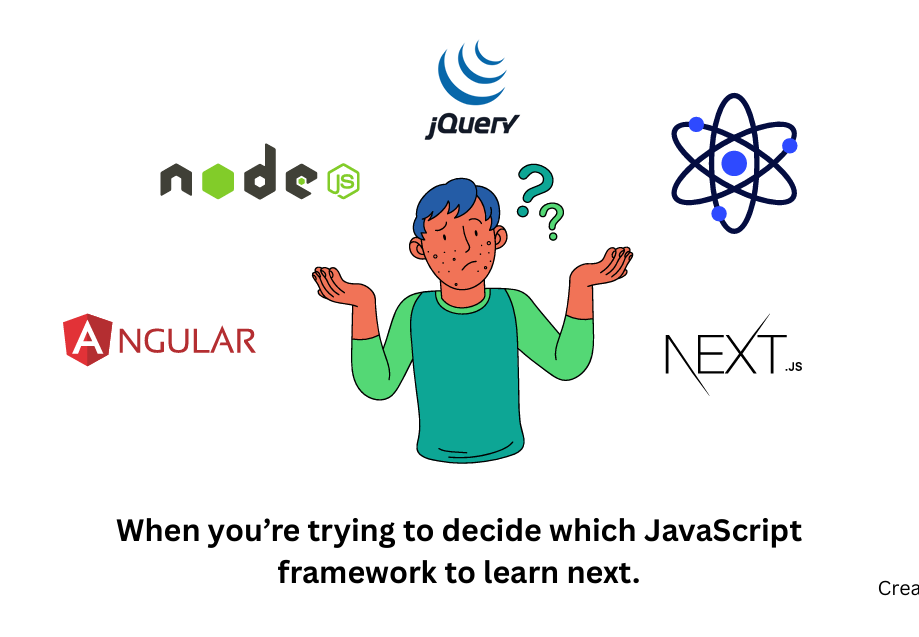 jQuery
node JS
ANGULAR
NEXT.JS
? ?
When you’re trying to decide which JavaScript
framework to learn next.
Crea